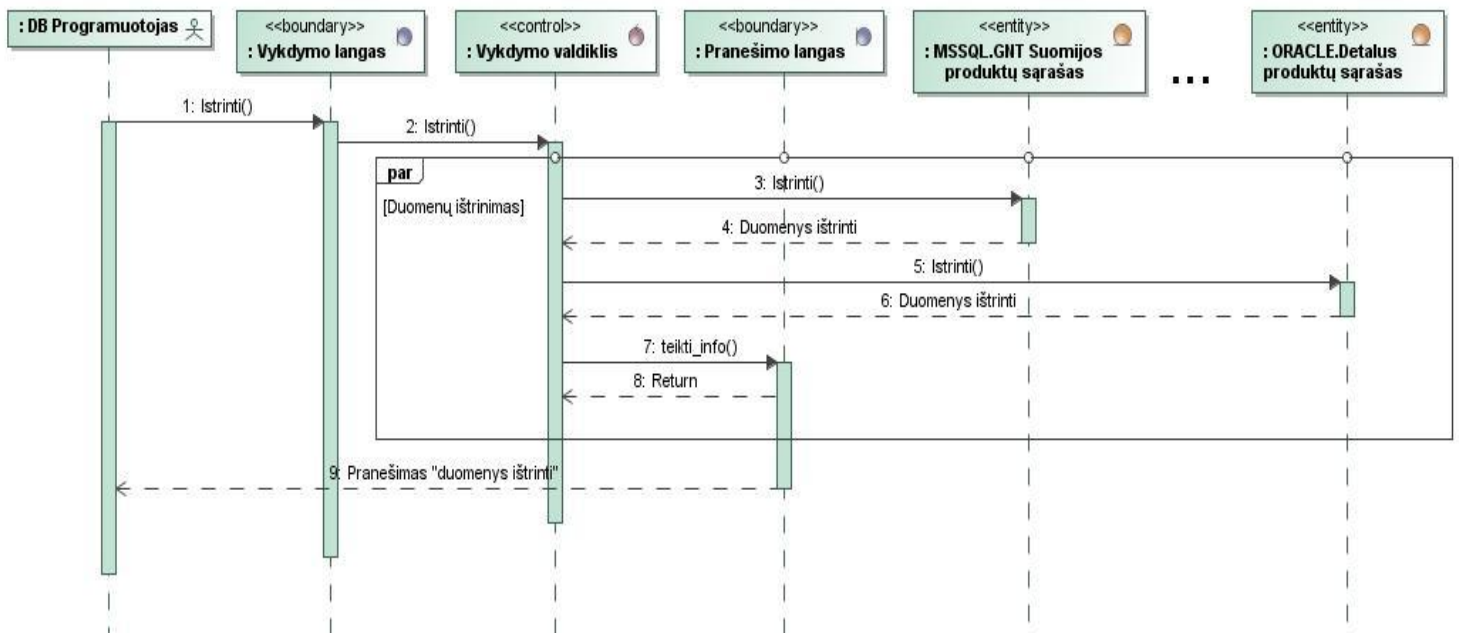 : DB Programuotojas
<<boundary>>
: Vykdymo langas
<<control>>
: Vykdymo valdiklis
<<boundary>>
: Pranešimo langas
<<entity>>
: MSSQL.GNT Suomijos
produktų sąrašas
...
<<entity>>
: ORACLE.Detalus
produktų sąrašas
1: Istrinti()
2: Istrinti()
par
[Duomenų ištrinimas]
3: Istrinti()
4: Duomenys ištrinti
5: Istrinti()
6: Duomenys ištrinti
7: teikti_info()
8: Return
9: Pranešimas "duomenys ištrinti"